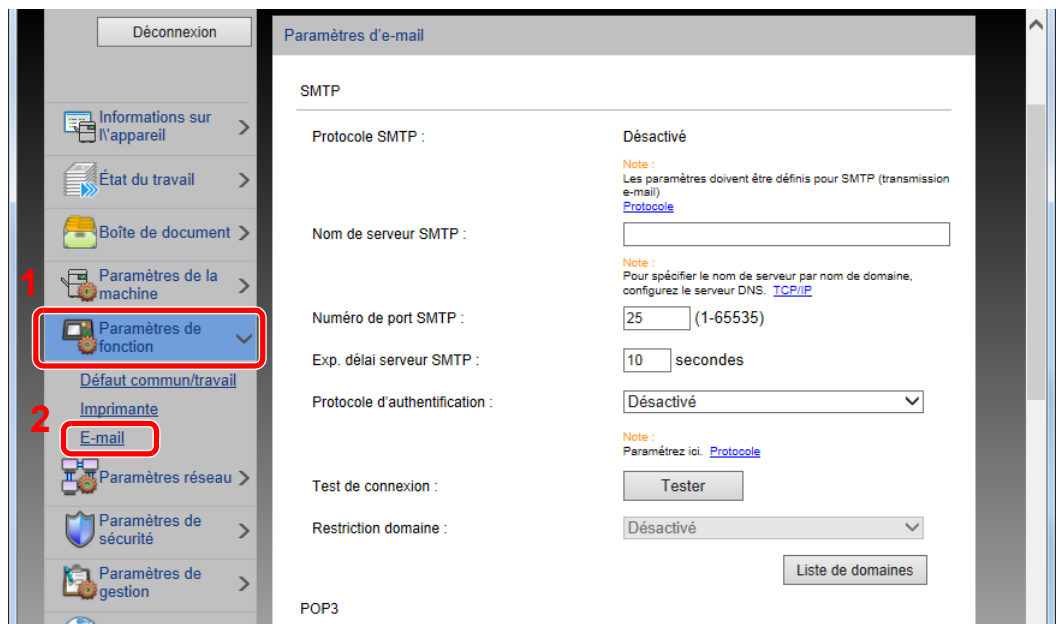 Déconnexion
Informations sur
l\'appareil
État du travail
Boîte de document
1
Paramètres de la
machine
Paramètres de
fonction
Défaut commun/travail
2
Imprimante
E-mail
Paramètres réseau
Paramètres de
sécurité
Paramètres de
gestion
Paramètres d'e-mail
SMTP
Protocole SMTP : Désactivé
Note :
Les paramètres doivent être définis pour SMTP (transmission
e-mail)
Protocole
Nom de serveur SMTP :
Note :
Pour spécifier le nom de serveur par nom de domaine,
configurez le serveur DNS. TCP/IP
Numéro de port SMTP : 25 (1-65535)
Exp. délai serveur SMTP : 10 secondes
Protocole d'authentification : Désactivé
Note :
Paramétrez ici. Protocole
Test de connexion : Tester
Restriction domaine : Désactivé
Liste de domaines
POP3